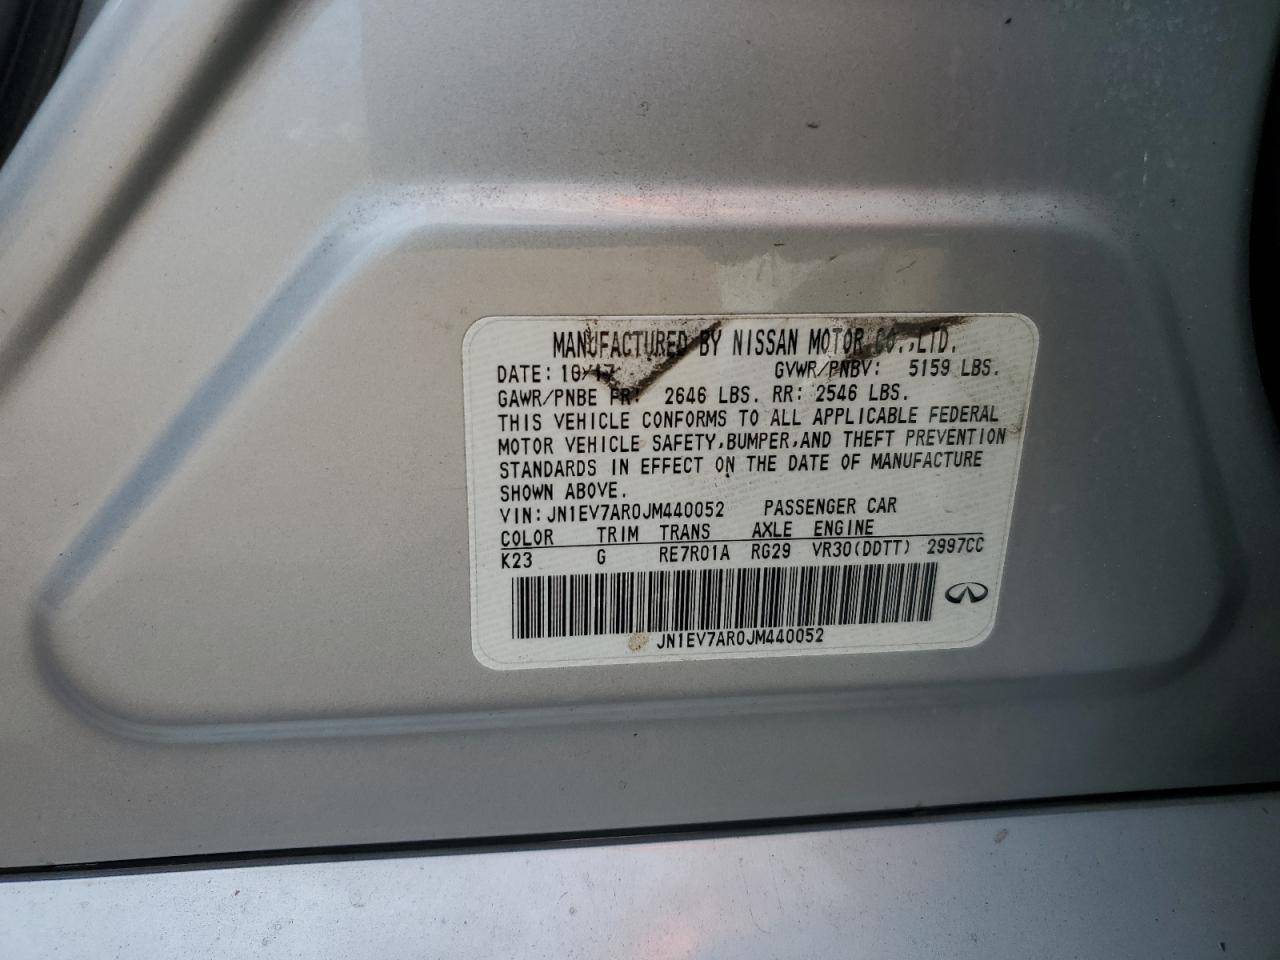 MANUFACTURED BY NISSAN MOTOR CO.,LTD.
DATE: 10/17 GVWR/PNBV: 5159 LBS.
GAWR/PNBE FR: 2646 LBS. RR: 2546 LBS.
THIS VEHICLE CONFORMS TO ALL APPLICABLE FEDERAL
MOTOR VEHICLE SAFETY,BUMPER,AND THEFT PREVENTION
STANDARDS IN EFFECT ON THE DATE OF MANUFACTURE
SHOWN ABOVE.
VIN:JN1EV7AR0JM440052 PASSENGER CAR
COLOR TRIM TRANS AXLE ENGINE
K23 G RE7R01A RG29 VR30(DDTT) 2997CC
JN1EV7AR0JM440052